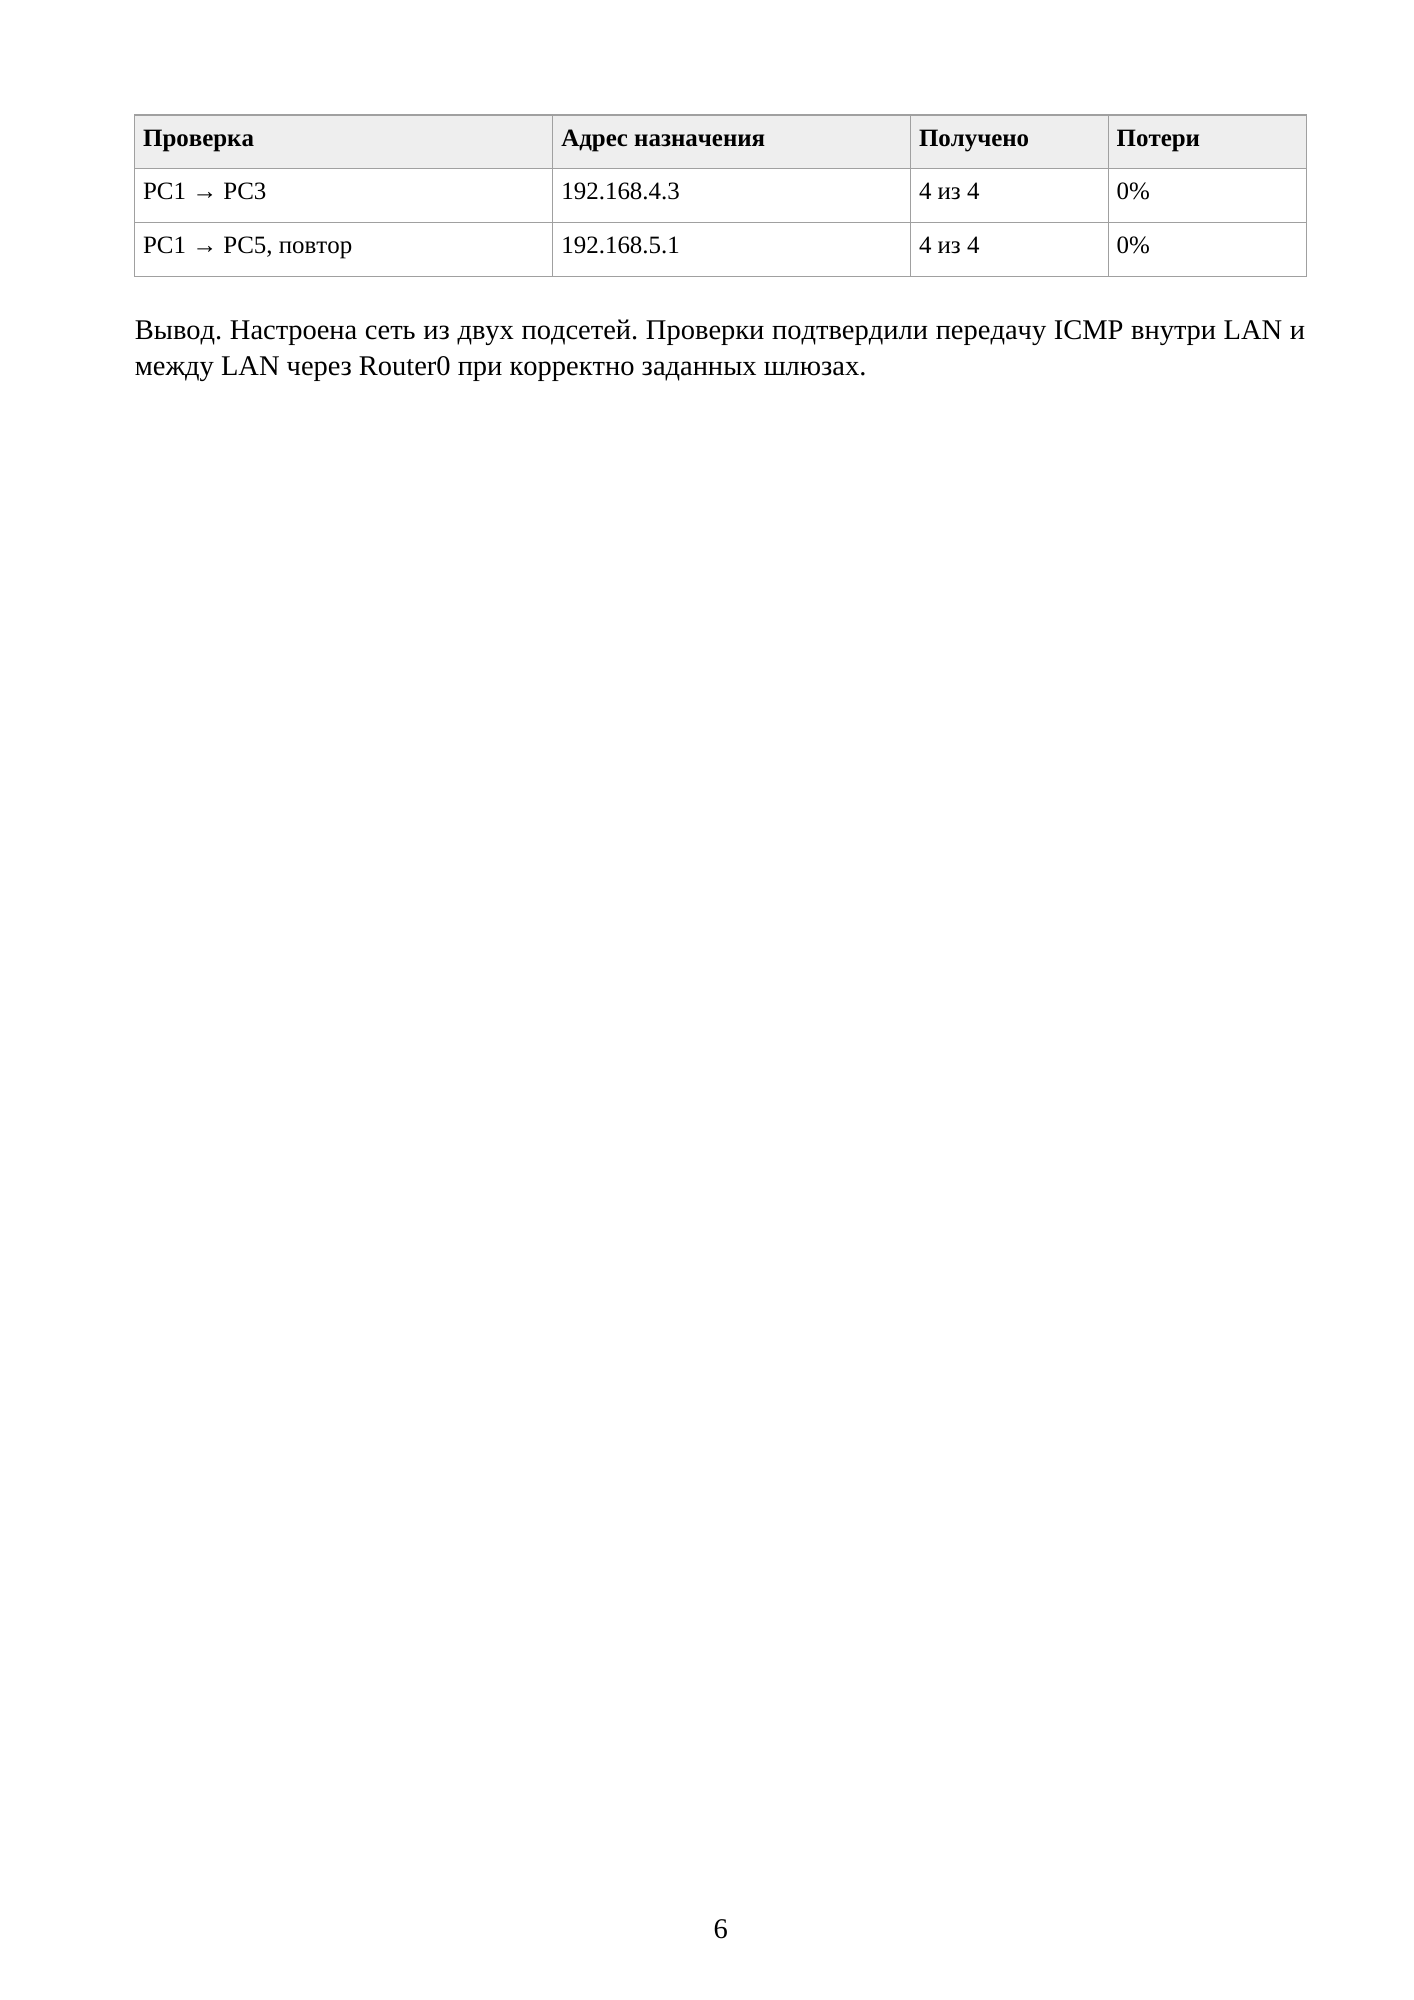 Проверка Адрес назначения Получено Потери
PC1 → PC3 192.168.4.3 4 из 4 0%
PC1 → PC5, повтор 192.168.5.1 4 из 4 0%
Вывод. Настроена сеть из двух подсетей. Проверки подтвердили передачу ICMP внутри LAN и
между LAN через Router0 при корректно заданных шлюзах.
6